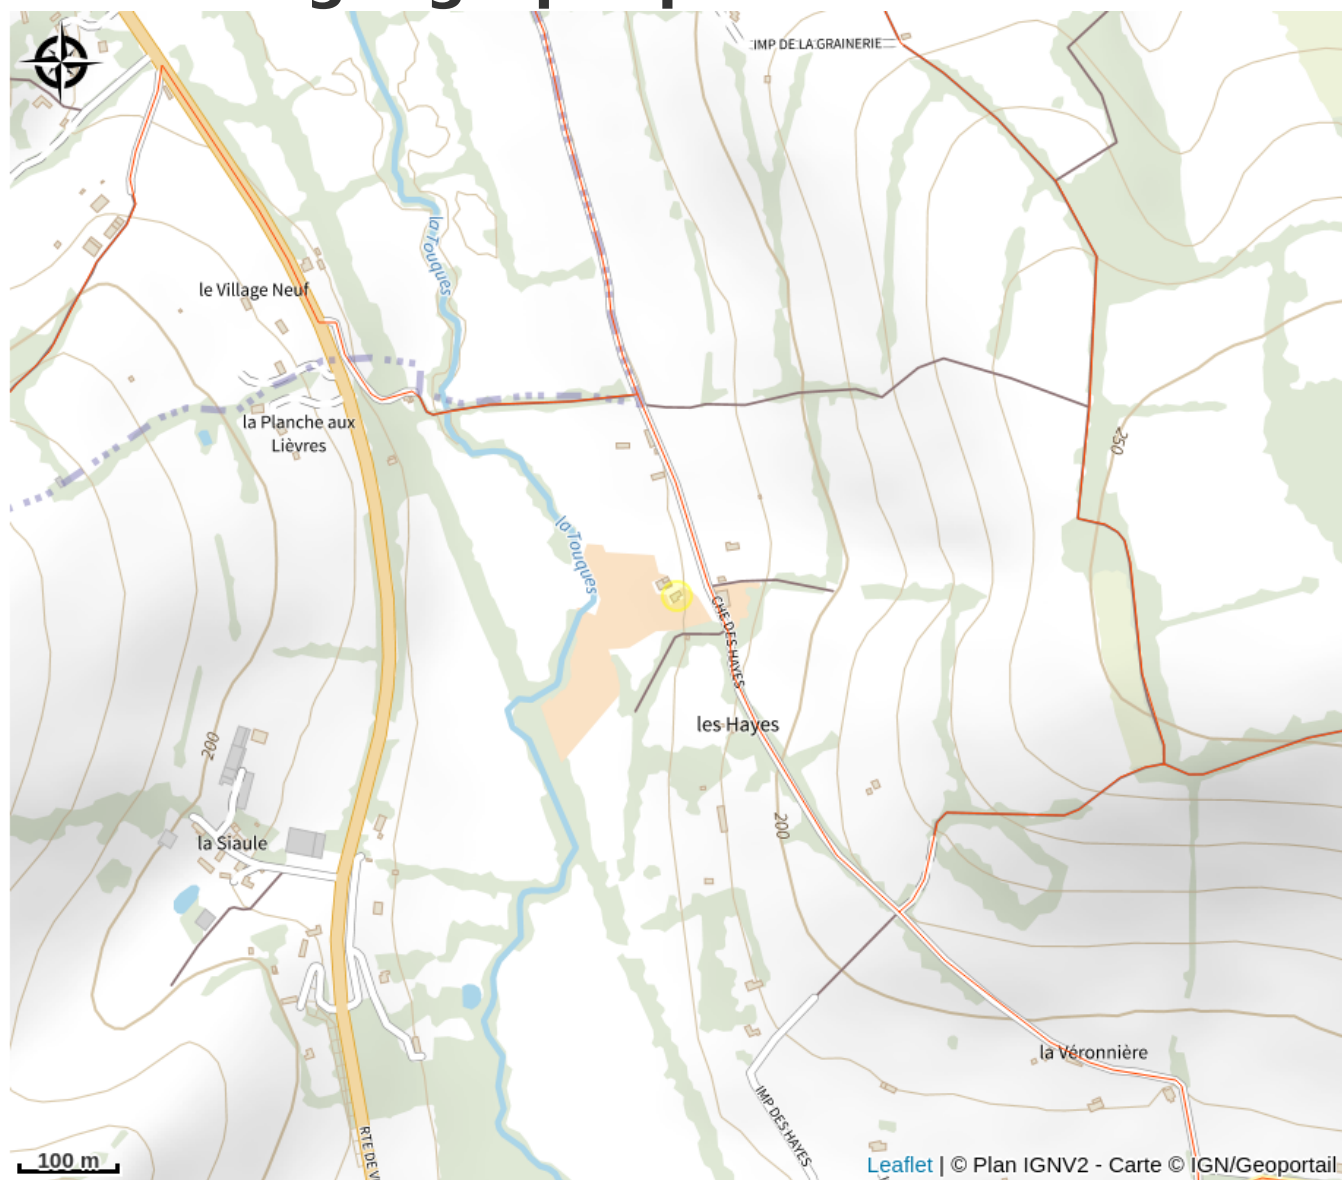 IMP DE LA GRAINERIE
la Touques
le Village Neuf
la Planche aux
Lièvres
250
la Touques
CHE DES HAYES
les Hayes
200
200
la Siaule
la Véronnière
IMP DES HAYES
RTE DE
100 m
Leaflet | © Plan IGNV2 - Carte © IGN/Geoportail